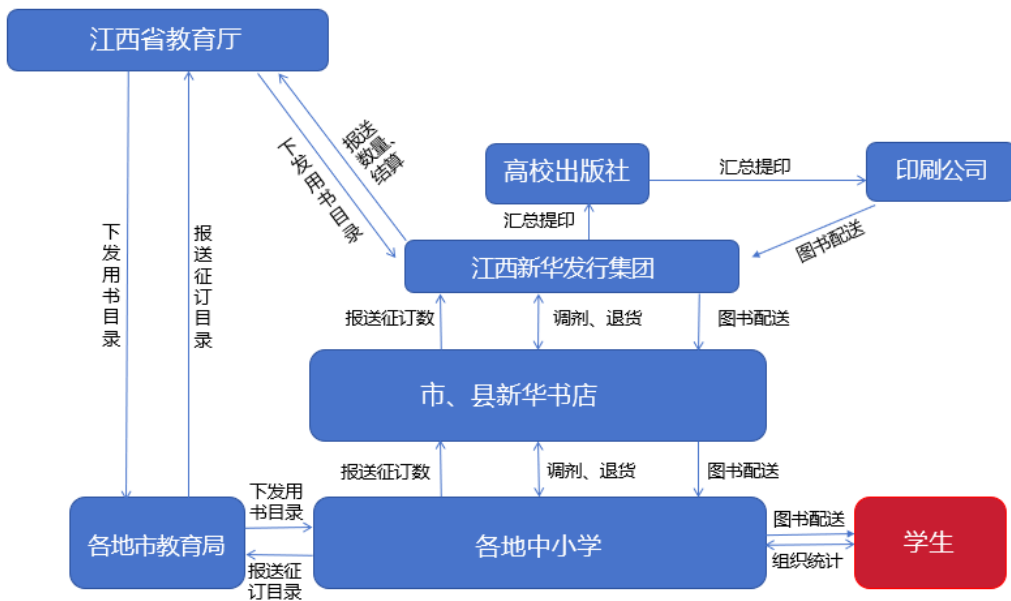 江西省教育厅
下发用书目录
报送
数量、
结算
高校出版社
汇总提印
印刷公司
下发用书目录
报送征订目录
汇总提印
图书配送
江西新华发行集团
报送征订数
调剂、退货
图书配送
市、县新华书店
报送征订数
调剂、退货
图书配送
下发用
书目录
各地市教育局
各地中小学
图书配送
学生
组织统计
报送征
订目录